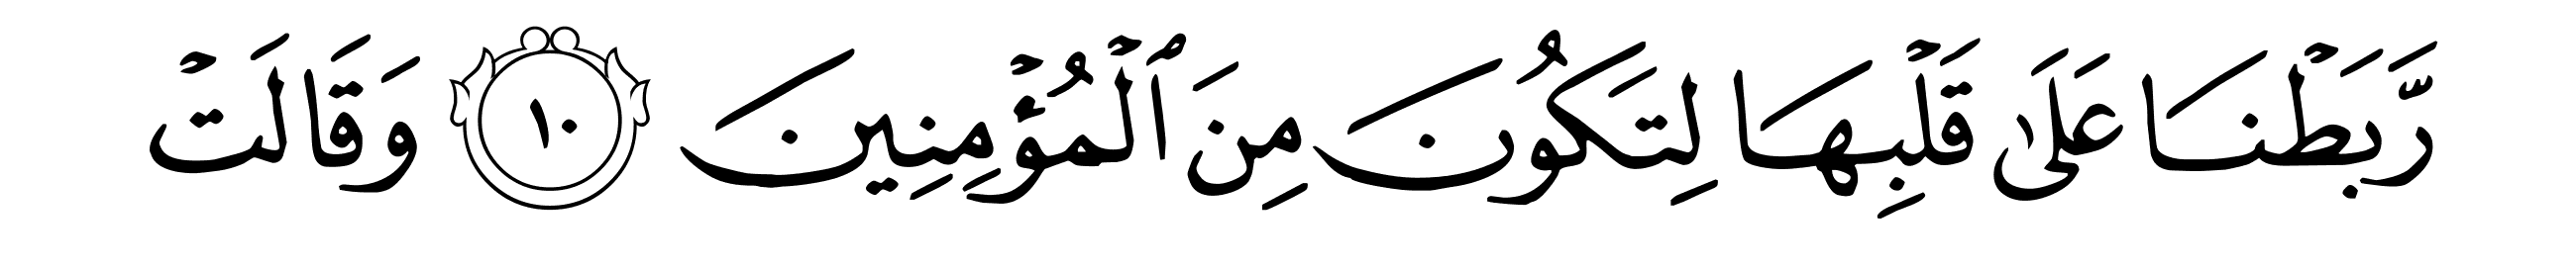 رَّبَطْنَا عَلَىٰ قَلْبِهَا لِتَكُونَ مِنَ ٱلْمُؤْمِنِينَ ١٠ وَقَالَتْ